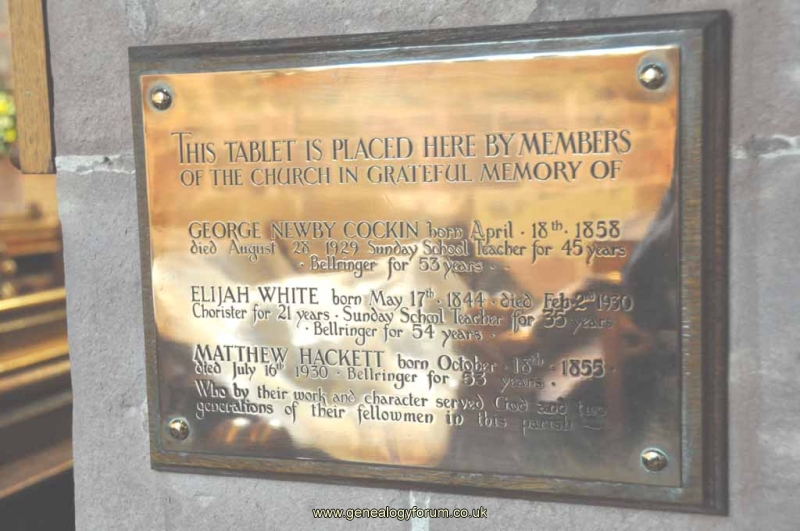 THIS TABLET IS PLACED HERE BY MEMBERS
OF THE CHURCH IN GRATEFUL MEMORY OF
GEORGE NEWBY COCKIN born April · 18th · 1858
died August 28 1929 Sunday School Teacher for 45 years
· Bellringer for 53 years ·
ELIJAH WHITE born May 17th · 1844 · died Feb 2nd 1930
Chorister for 21 years · Sunday School Teacher for 35 years
· Bellringer for 54 years ·
MATTHEW HACKETT born October · 18th · 1855 ·
died July 16th 1930 · Bellringer for 53 years ·
Who by their work and character served God and two
generations of their fellowmen in this parish
www.genealogyforum.co.uk